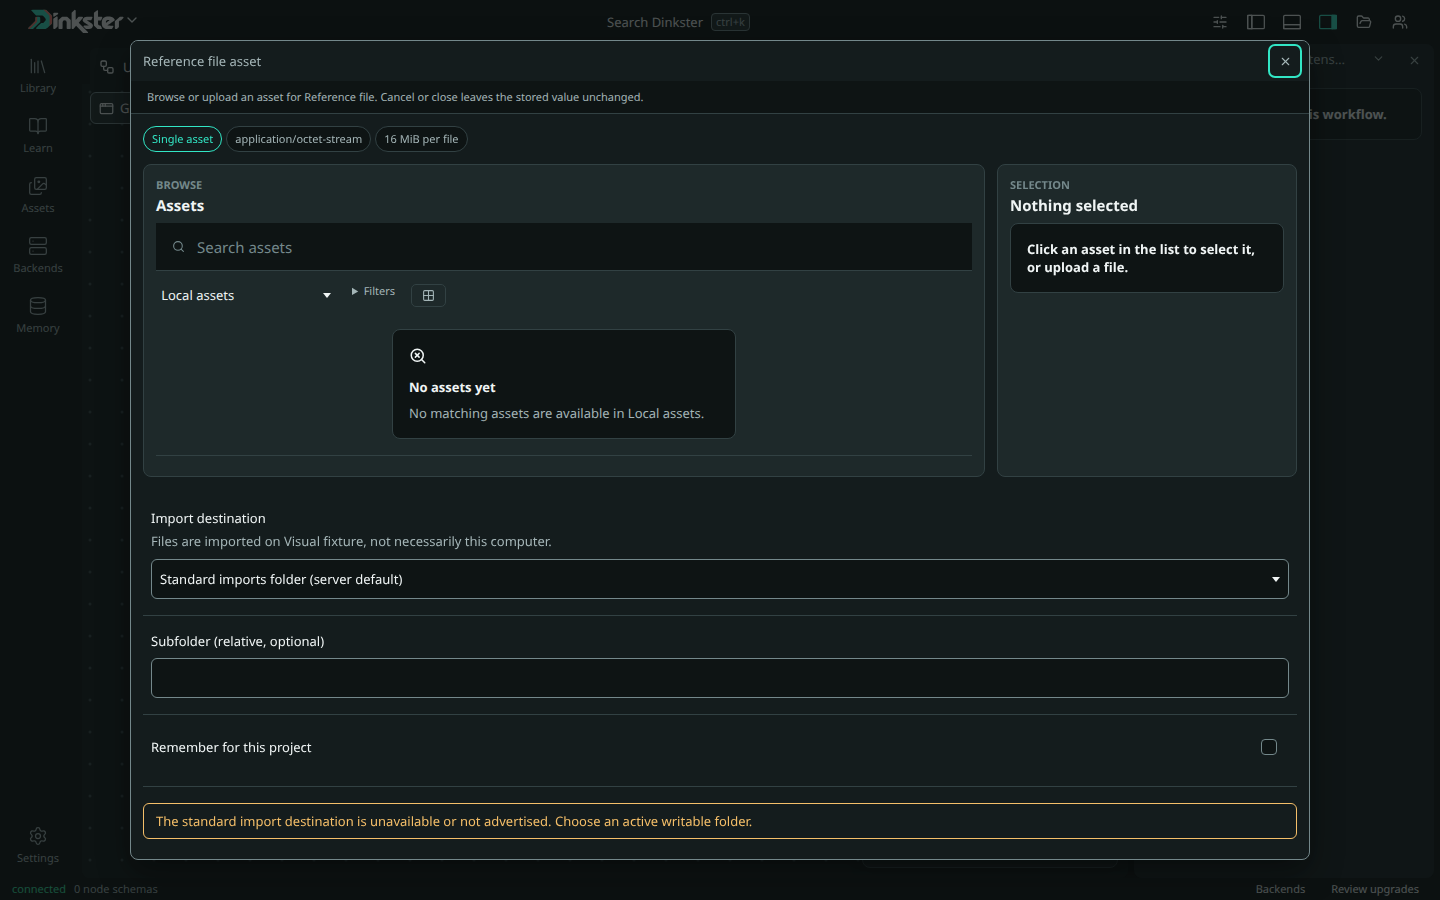 Dinkster
Search Dinkster ctrl+k
Library
Learn
Assets
Backends
Memory
Settings
Reference file asset
Browse or upload an asset for Reference file. Cancel or close leaves the stored value unchanged.
Single asset
application/octet-stream
16 MiB per file
BROWSE
Assets
Search assets
Local assets
Filters
No assets yet
No matching assets are available in Local assets.
SELECTION
Nothing selected
Click an asset in the list to select it,
or upload a file.
Import destination
Files are imported on Visual fixture, not necessarily this computer.
Standard imports folder (server default)
Subfolder (relative, optional)
Remember for this project
The standard import destination is unavailable or not advertised. Choose an active writable folder.
workflow.
connected 0 node schemas
Backends
Review upgrades